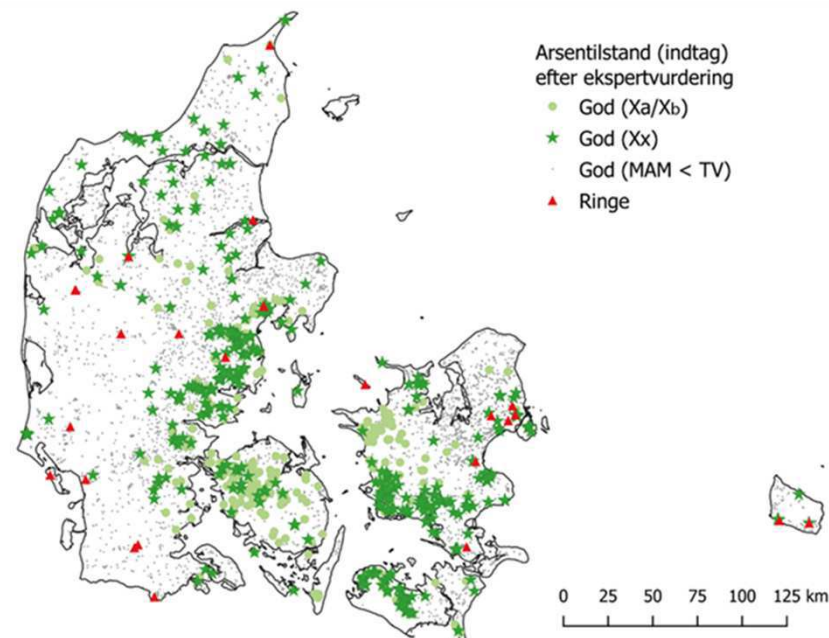 Arsentilstand (indtag)
efter ekspertvurdering
God (Xa/Xb)
God (Xx)
God (MAM < TV)
Ringe
0 25 50 75 100 125 km